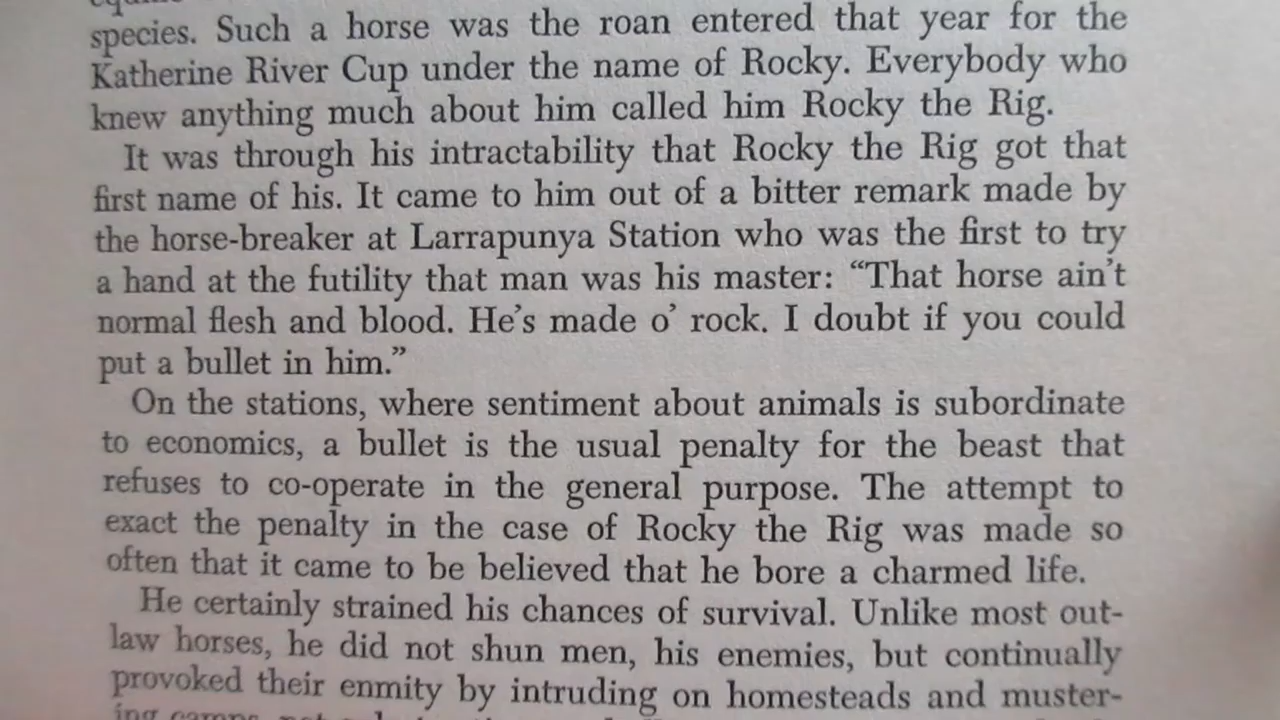 species. Such a horse was the roan entered that year for the
Katherine River Cup under the name of Rocky. Everybody who
knew anything much about him called him Rocky the Rig.
It was through his intractability that Rocky the Rig got that
first name of his. It came to him out of a bitter remark made by
the horse-breaker at Larrapunya Station who was the first to try
a hand at the futility that man was his master: “That horse ain’t
normal flesh and blood. He’s made o’ rock. I doubt if you could
put a bullet in him.”
On the stations, where sentiment about animals is subordinate
to economics, a bullet is the usual penalty for the beast that
refuses to co-operate in the general purpose. The attempt to
exact the penalty in the case of Rocky the Rig was made so
often that it came to be believed that he bore a charmed life.
He certainly strained his chances of survival. Unlike most out-
law horses, he did not shun men, his enemies, but continually
provoked their enmity by intruding on homesteads and muster-